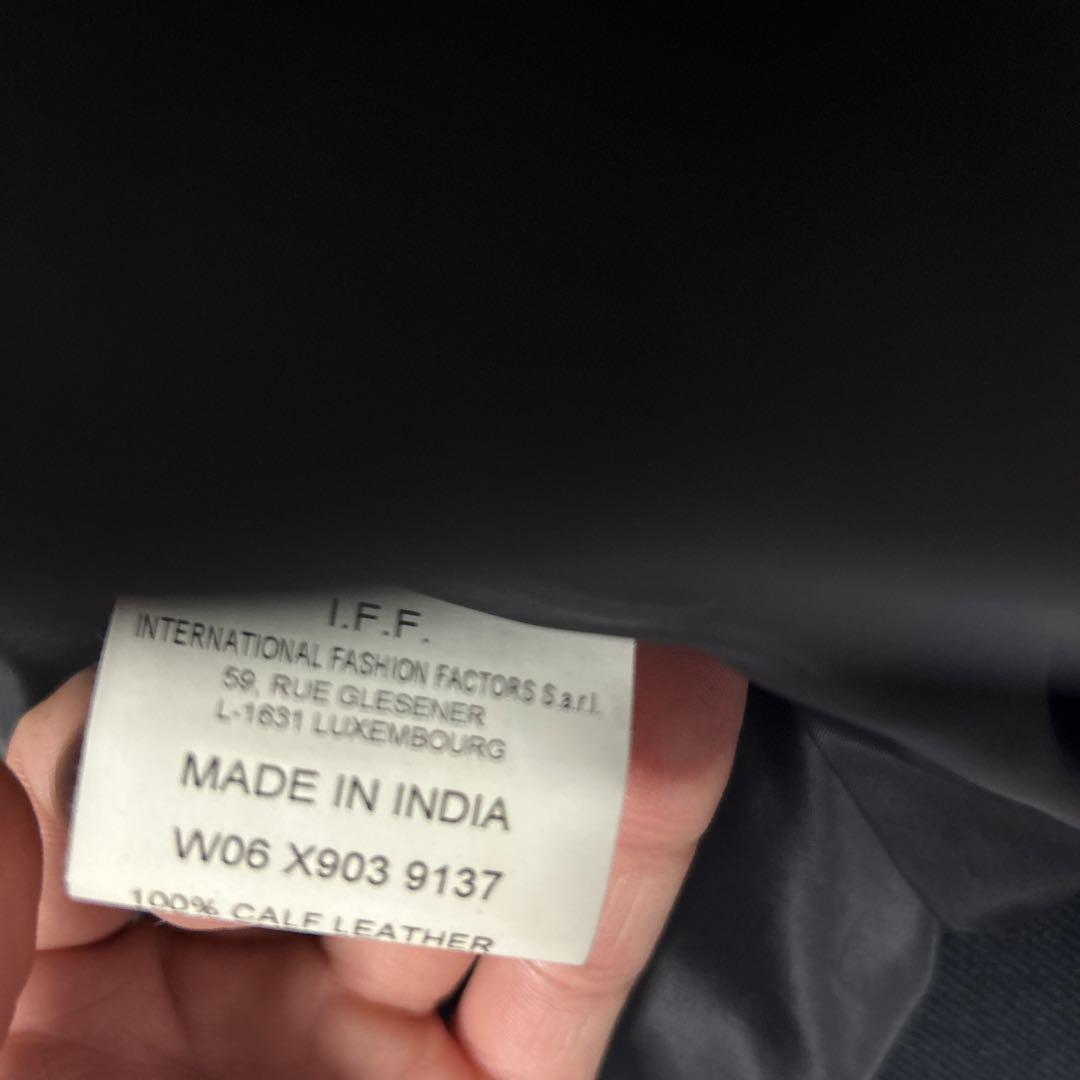 I.F.F.
INTERNATIONAL FASHION FACTORS S.a r.l.
59, RUE GLESENER
L-1631 LUXEMBOURG
MADE IN INDIA
W06 X903 9137
100% CALF LEATHER